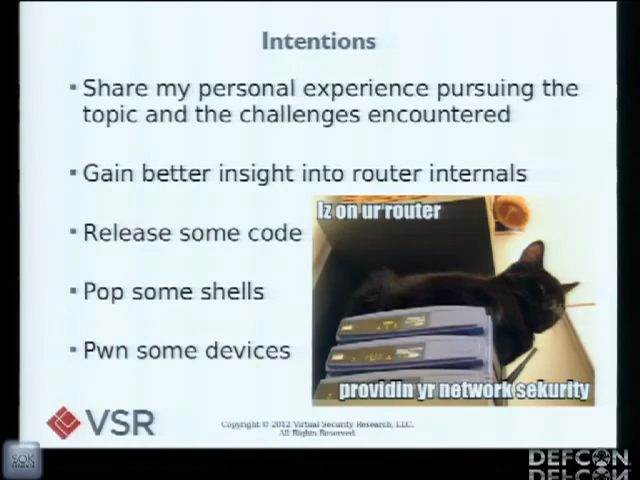 Intentions
Share my personal experience pursuing the
topic and the challenges encountered
Gain better insight into router internals
Release some code
Pop some shells
Pwn some devices
Iz on ur router
providin yr network sekurity
VSR
Copyright © 2012 Virtual Security Research, LLC.
All Rights Reserved.
SOK
DEFCON